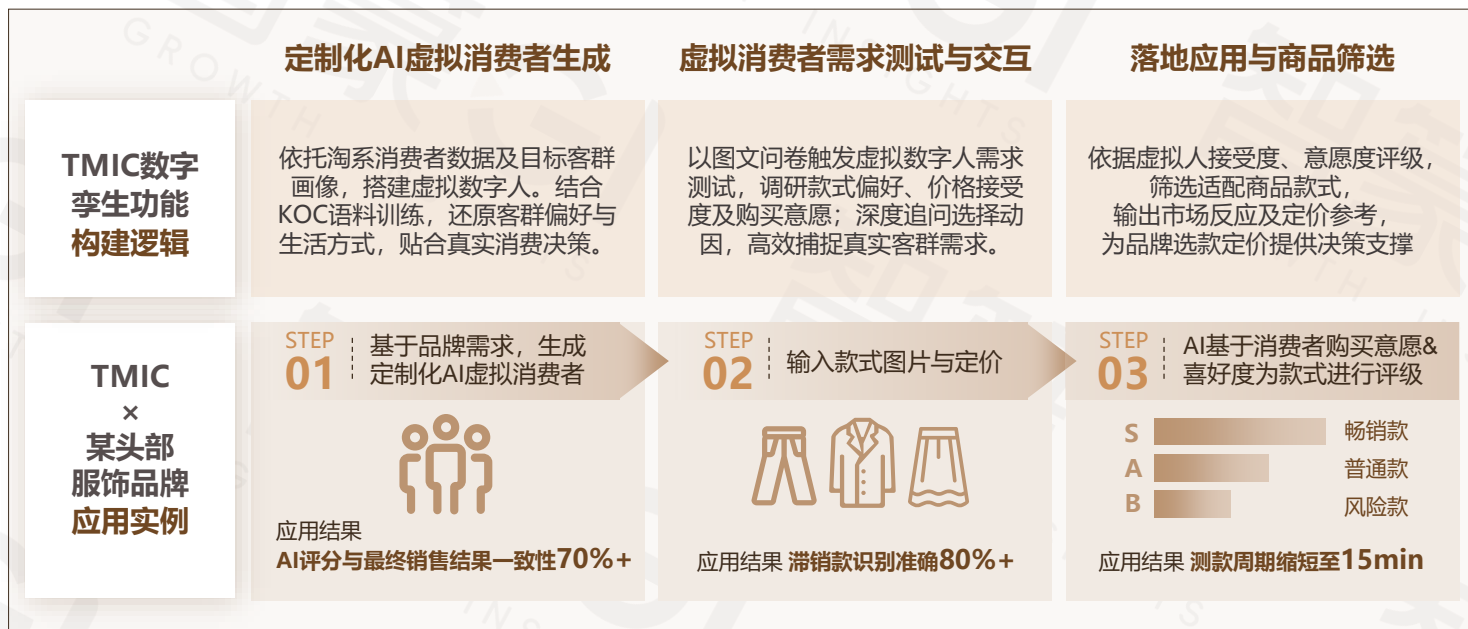 定制化AI虚拟消费者生成
虚拟消费者需求测试与交互
落地应用与商品筛选
TMIC数字
孪生功能
构建逻辑
依托淘系消费者数据及目标客群
画像，搭建虚拟数字人。结合
KOC语料训练，还原客群偏好与
生活方式，贴合真实消费决策。
以图文问卷触发虚拟数字人需求
测试，调研款式偏好、价格接受
度及购买意愿；深度追问选择动
因，高效捕捉真实客群需求。
依据虚拟人接受度、意愿度评级，
筛选适配商品款式，
输出市场反应及定价参考，
为品牌选款定价提供决策支撑
TMIC
×
某头部
服饰品牌
应用实例
STEP
01
基于品牌需求，生成
定制化AI虚拟消费者
应用结果
AI评分与最终销售结果一致性70%+
STEP
02
输入款式图片与定价
应用结果 滞销款识别准确80%+
STEP
03
AI基于消费者购买意愿&
喜好度为款式进行评级
S 畅销款
A 普通款
B 风险款
应用结果 测款周期缩短至15min
GROWTH
INSIGHTS